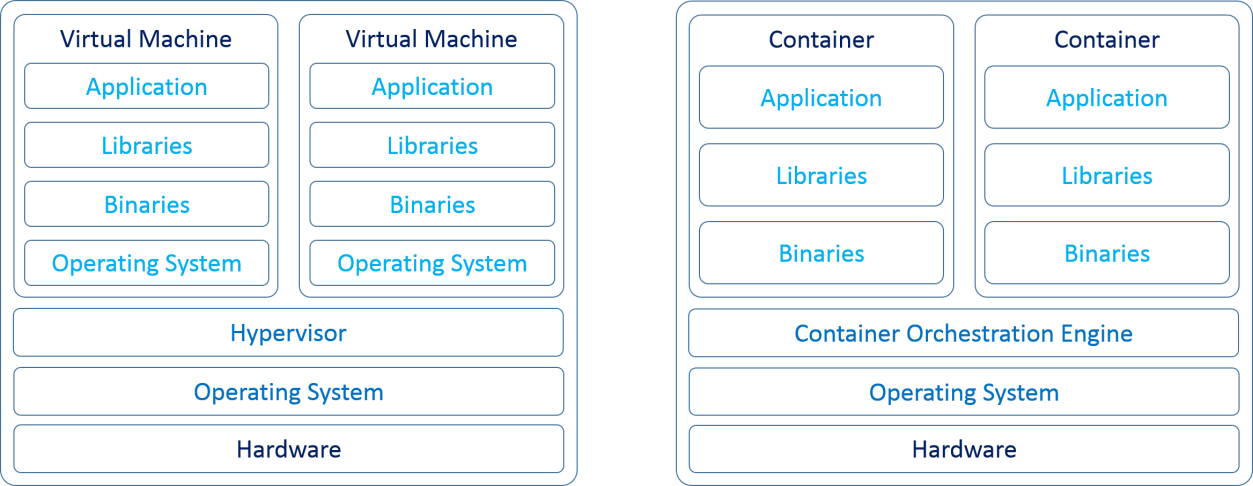 Virtual Machine
Application
Libraries
Binaries
Operating System
Virtual Machine
Application
Libraries
Binaries
Operating System
Hypervisor
Operating System
Hardware
Container
Application
Libraries
Binaries
Container
Application
Libraries
Binaries
Container Orchestration Engine
Operating System
Hardware